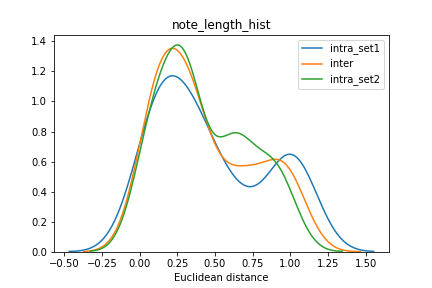 note_length_hist
intra_set1
inter
intra_set2
1.4
1.2
1.0
0.8
0.6
0.4
0.2
0.0
−0.50 −0.25 0.00 0.25 0.50 0.75 1.00 1.25 1.50
Euclidean distance